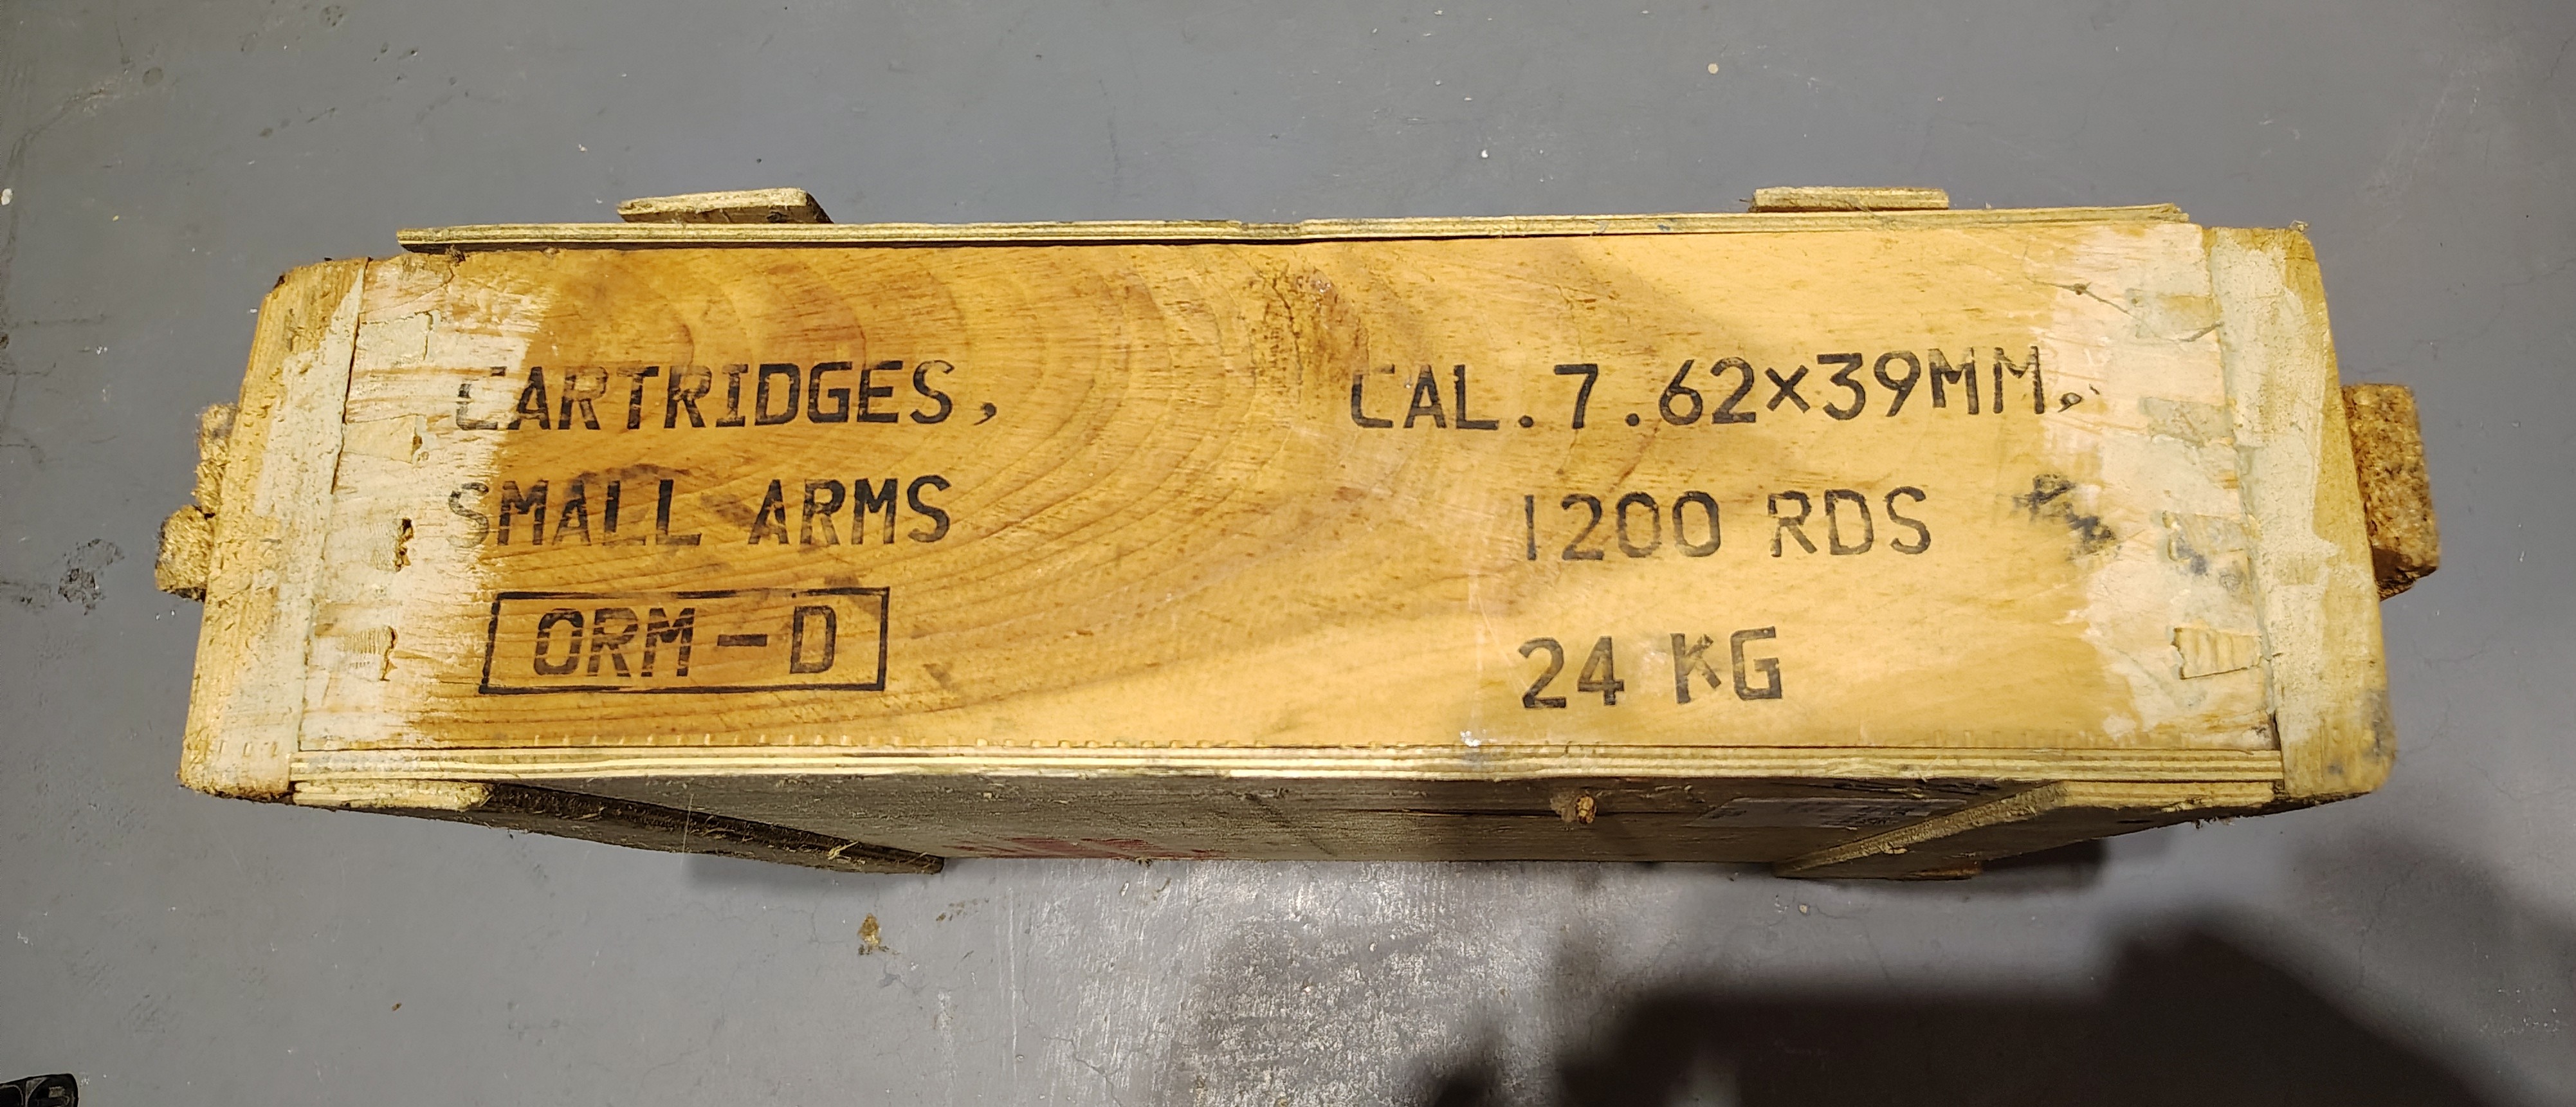 CARTRIDGES,
SMALL ARMS
ORM-D
CAL.7.62×39MM.
1200 RDS
24 KG